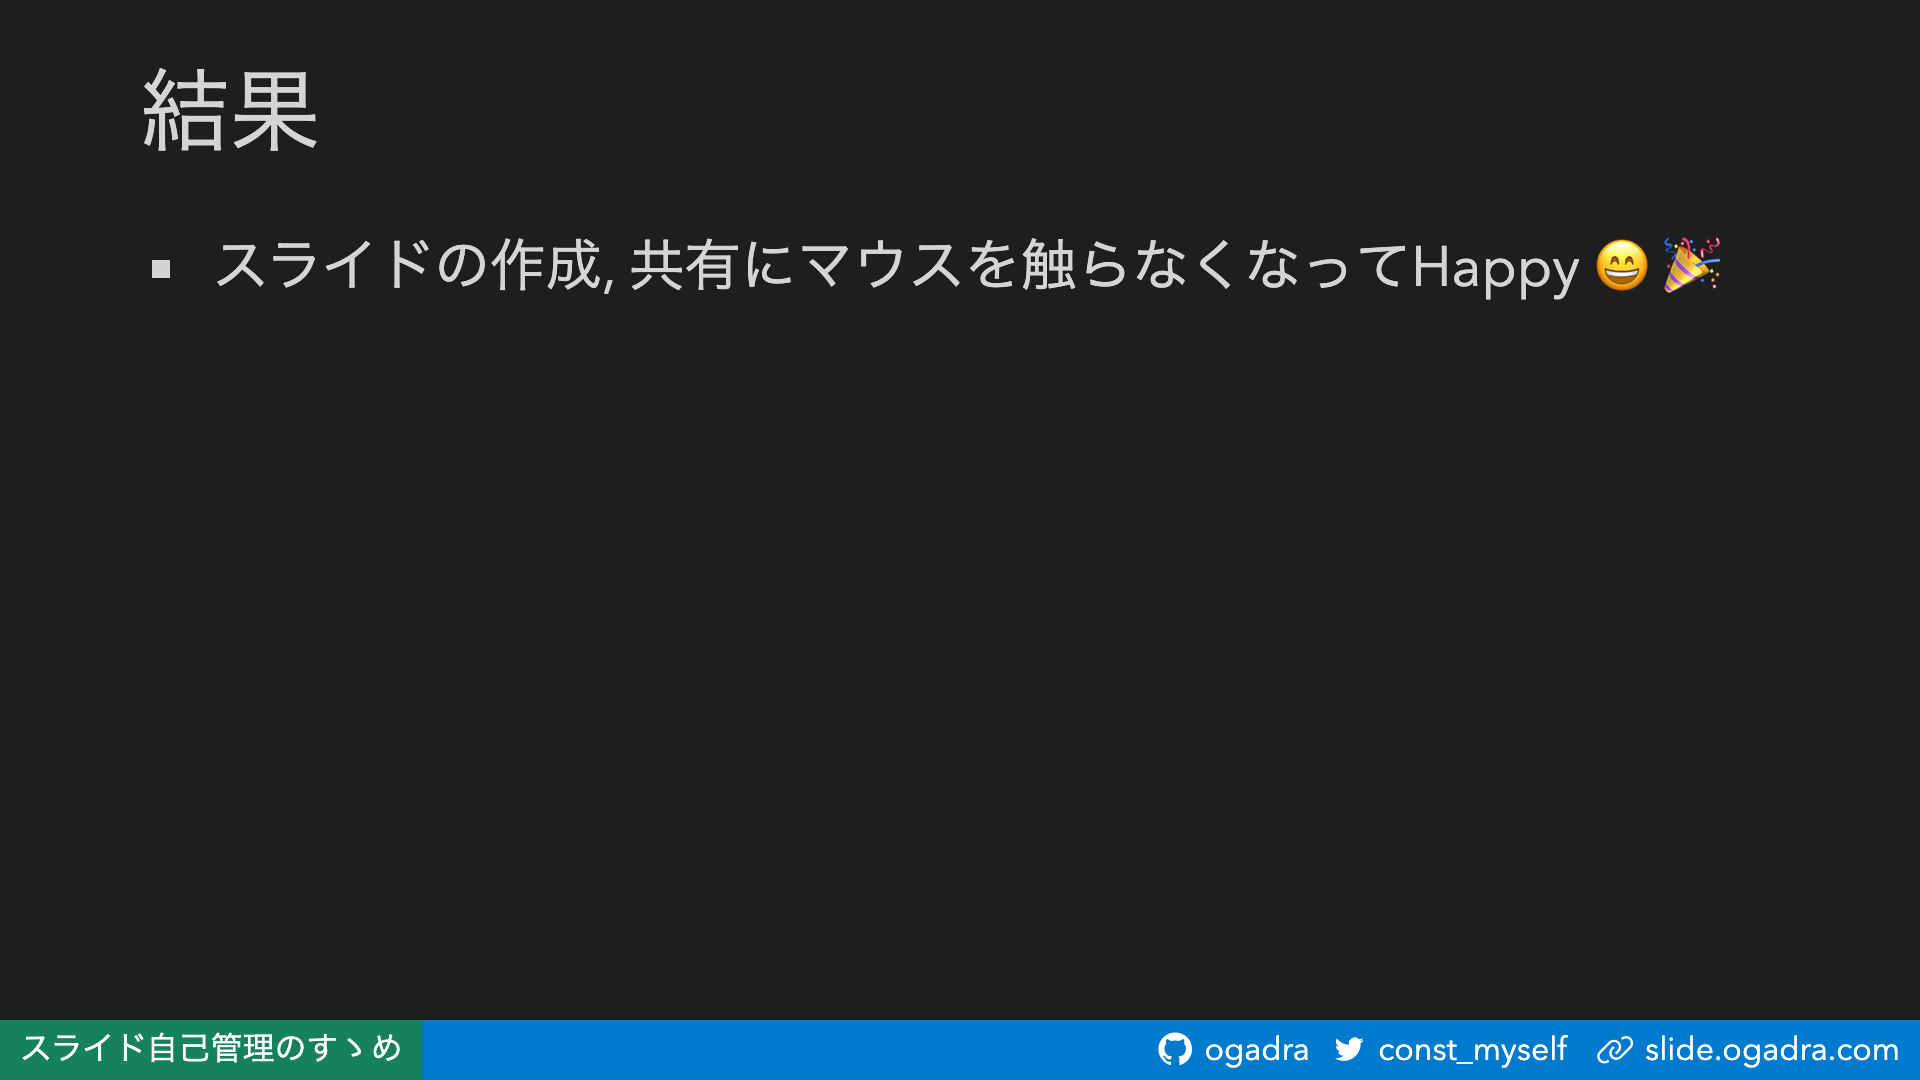 結果
▪ スライドの作成, 共有にマウスを触らなくなってHappy 😄 🎉
スライド自己管理のすゝめ
ogadra const_myself slide.ogadra.com